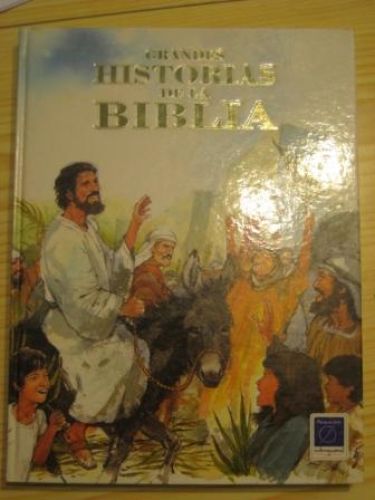 GRANDES
HISTORIAS
DE LA
BIBLIA